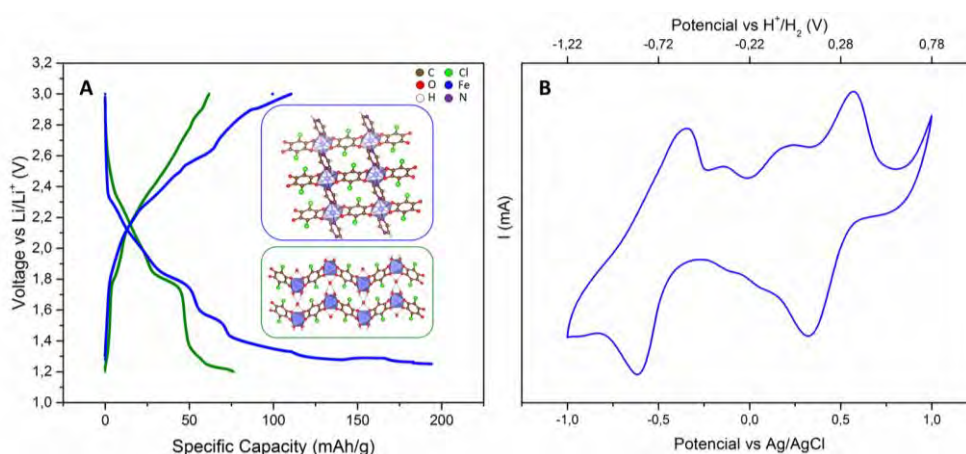 A
Voltage vs Li/Li⁺ (V)
3,2
3,0
2,8
2,6
2,4
2,2
2,0
1,8
1,6
1,4
1,2
1,0
0 50 100 150 200
Specific Capacity (mAh/g)
C Cl
O Fe
H N
Potencial vs H⁺/H₂ (V)
-1,22 -0,72 -0,22 0,28 0,78
B
I (mA)
-1,0 -0,5 0,0 0,5 1,0
Potencial vs Ag/AgCl